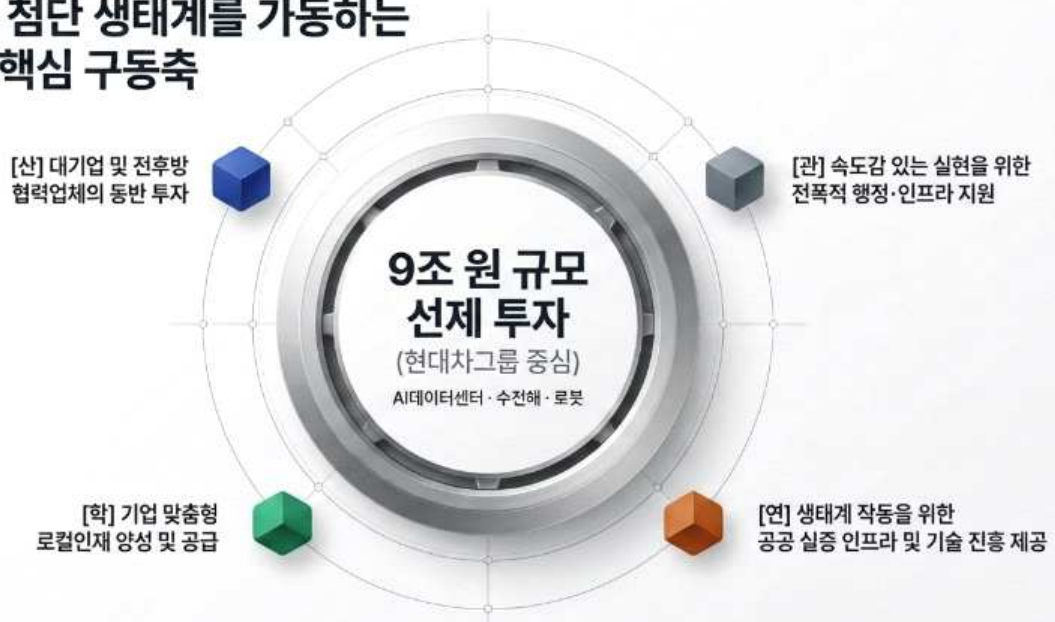 첨단 생태계를 가동하는
핵심 구동축
[산] 대기업 및 전후방
협력업체의 동반 투자
[관] 속도감 있는 실현을 위한
전폭적 행정·인프라 지원
9조 원 규모
선제 투자
(현대차그룹 중심)
AI데이터센터 · 수전해 · 로봇
[학] 기업 맞춤형
로컬인재 양성 및 공급
[연] 생태계 작동을 위한
공공 실증 인프라 및 기술 진흥 제공